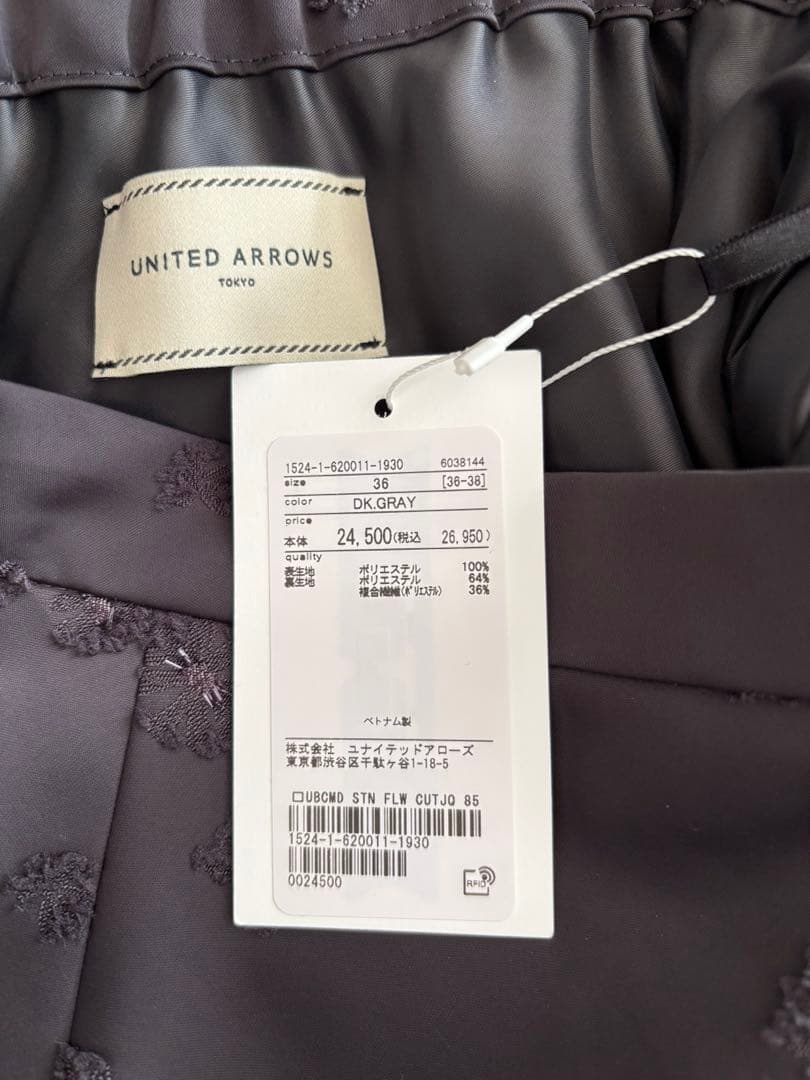 UNITED ARROWS
TOKYO
1524-1-620011-1930 6038144
size 36 [36-38]
color DK.GRAY
price
本体 24,500(税込 26,950)
quality
表生地 ポリエステル 100%
裏生地 ポリエステル 64%
複合繊維(ポリエステル) 36%
ベトナム製
株式会社 ユナイテッドアローズ
東京都渋谷区千駄ヶ谷1-18-5
□UBCMD STN FLW CUTJQ 85
1524-1-620011-1930
0024500
RFID